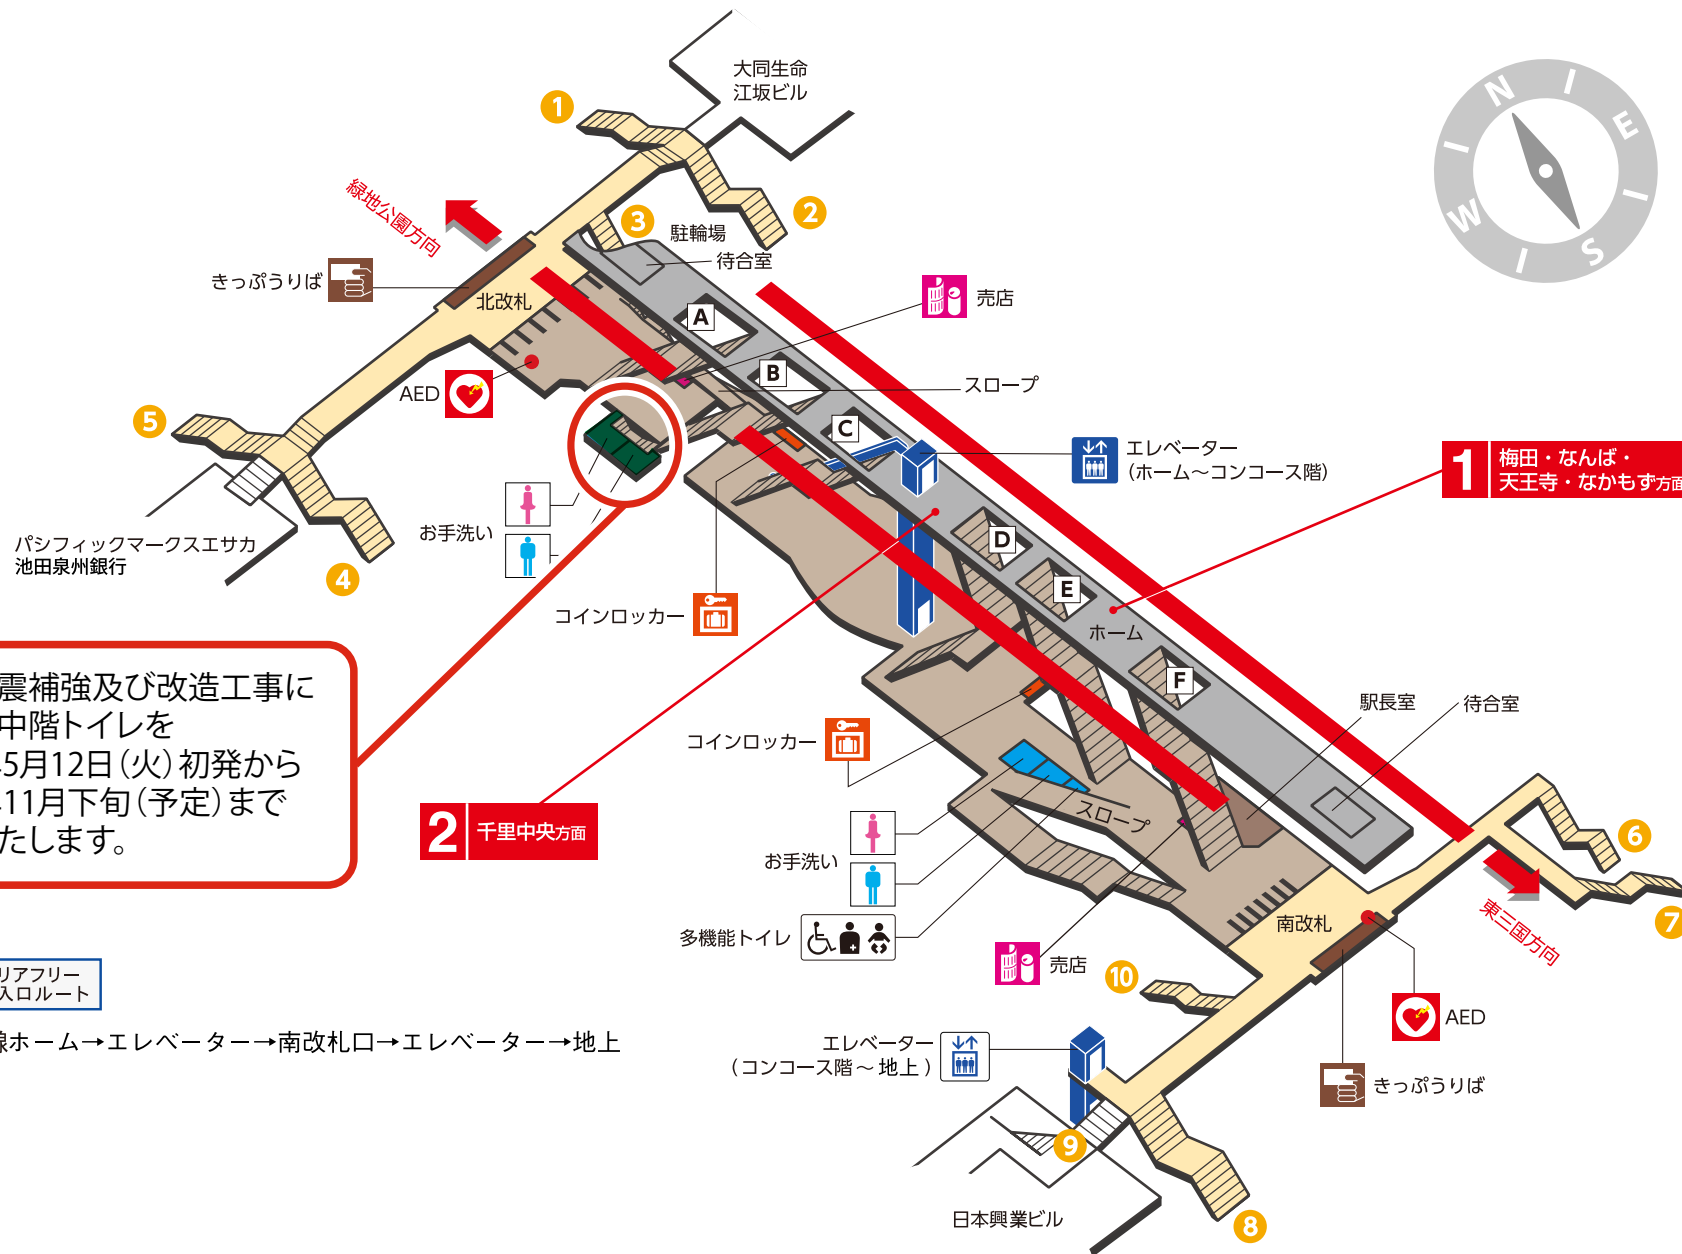 大同生命
江坂ビル
1
2
3
緑地公園方向
駐輪場
待合室
きっぷうりば
北改札
売店
A
B
C
スロープ
AED
5
4
パシフィックマークスエサカ
池田泉州銀行
お手洗い
コインロッカー
エレベーター
(ホーム～コンコース階)
1 梅田・なんば・
天王寺・なかもず方面
N
E
S
W
D
E
F
ホーム
駅長室
待合室
震補強及び改造工事に
中階トイレを
5月12日(火)初発から
11月下旬(予定)まで
たします。
2 千里中央方面
コインロッカー
お手洗い
スロープ
多機能トイレ
売店
南改札
6
7
東三国方向
10
AED
きっぷうりば
エレベーター
(コンコース階～地上)
9
8
日本興業ビル
リアフリー
入口ルート
線ホーム→エレベーター→南改札口→エレベーター→地上